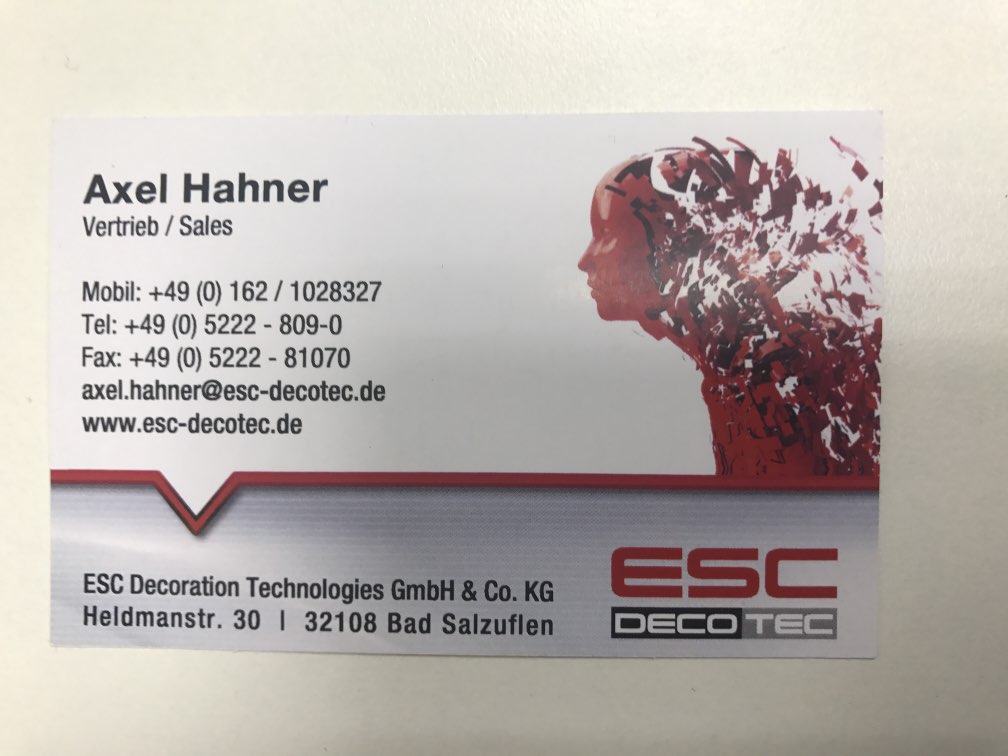 Axel Hahner
Vertrieb / Sales
Mobil: +49 (0) 162 / 1028327
Tel: +49 (0) 5222 - 809-0
Fax: +49 (0) 5222 - 81070
axel.hahner@esc-decotec.de
www.esc-decotec.de
ESC Decoration Technologies GmbH & Co. KG
Heldmanstr. 30 | 32108 Bad Salzuflen
ESC
DECOTEC